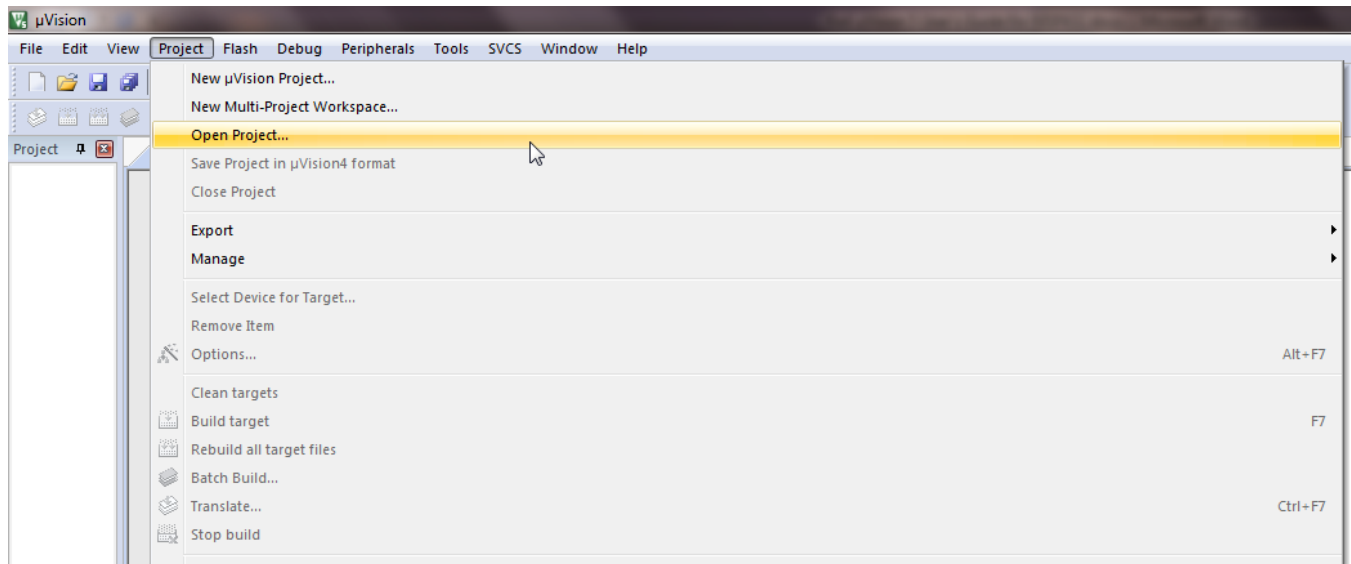 µVision
File Edit View Project Flash Debug Peripherals Tools SVCS Window Help
New µVision Project...
New Multi-Project Workspace...
Open Project...
Project
Save Project in µVision4 format
Close Project
Export
Manage
Select Device for Target...
Remove Item
Options... Alt+F7
Clean targets
Build target F7
Rebuild all target files
Batch Build...
Translate... Ctrl+F7
Stop build